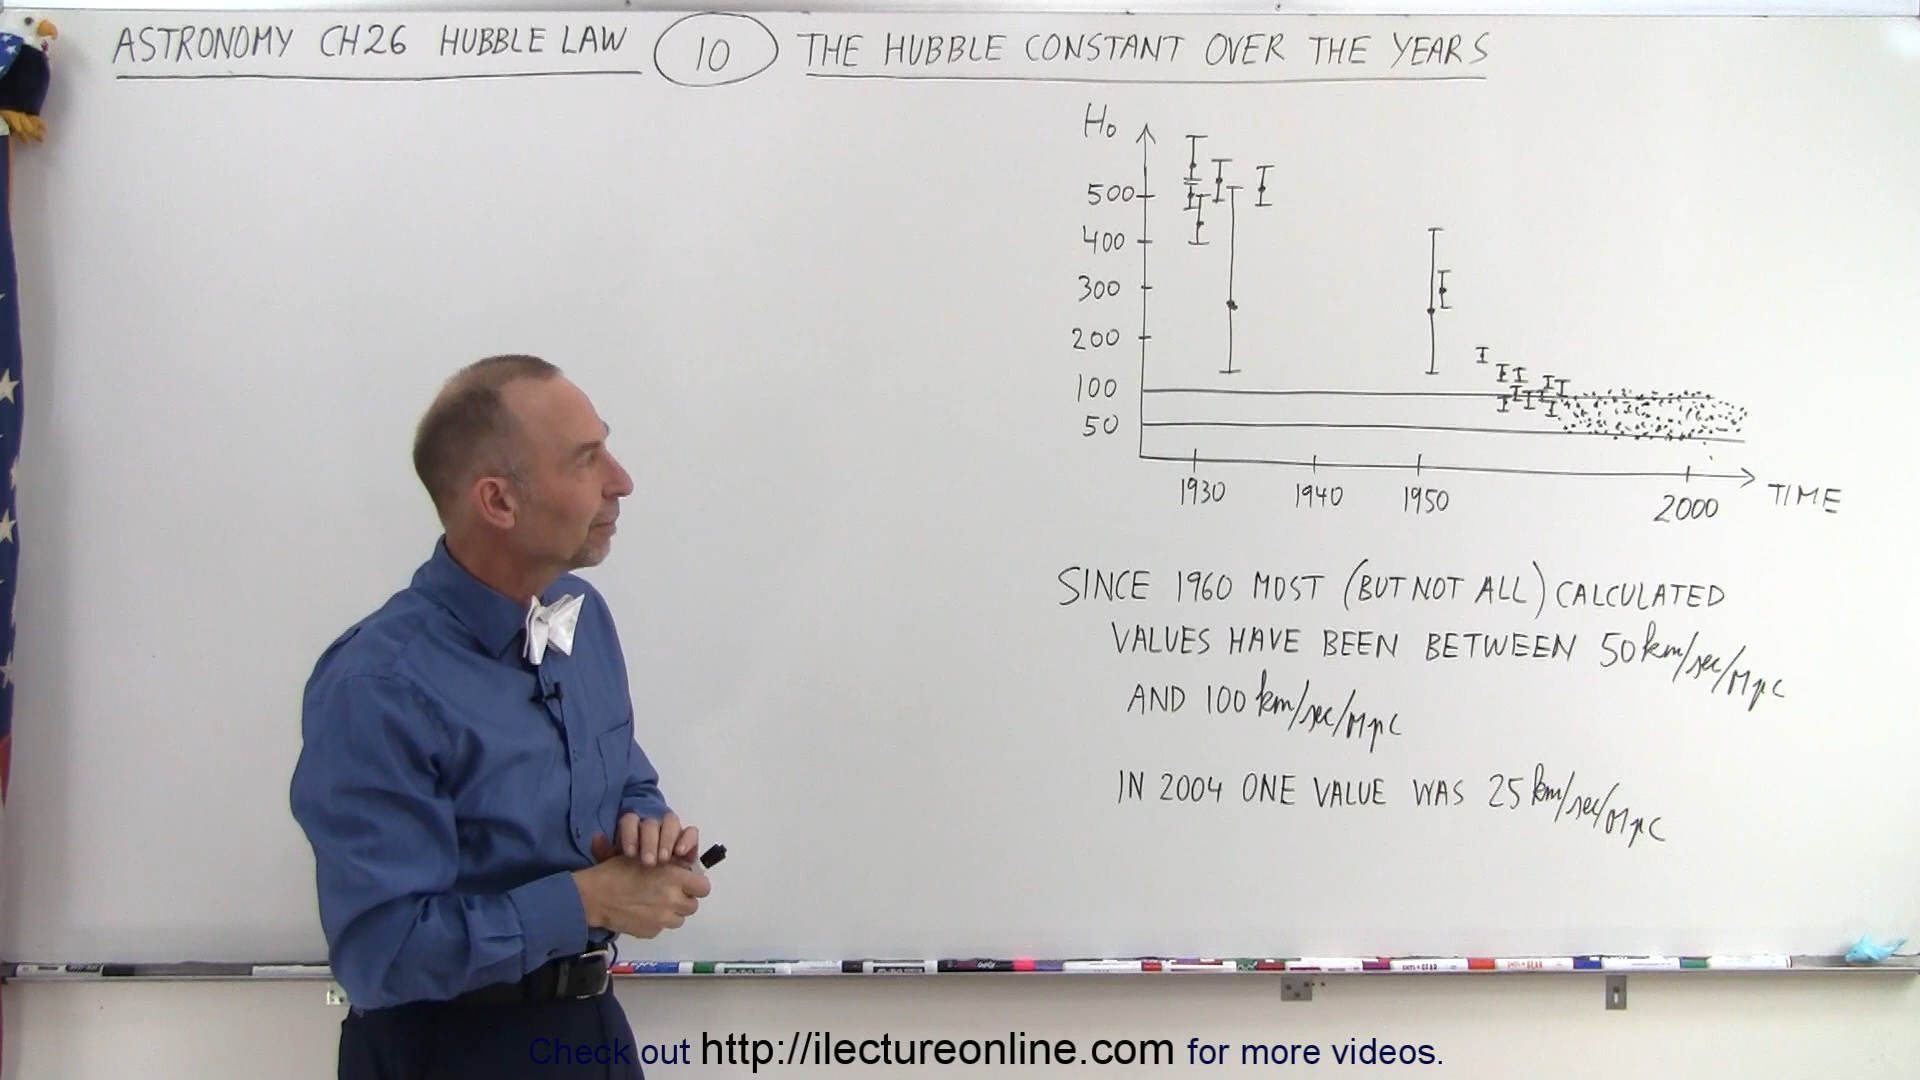 ASTRONOMY CH26 HUBBLE LAW 10 THE HUBBLE CONSTANT OVER THE YEARS
H₀
500
400
300
200
100
50
1930 1940 1950 2000 TIME
SINCE 1960 MOST (BUT NOT ALL) CALCULATED
VALUES HAVE BEEN BETWEEN 50 km/sec/Mpc
AND 100 km/sec/Mpc
IN 2004 ONE VALUE WAS 25 km/sec/Mpc
Check out http://ilectureonline.com for more videos.